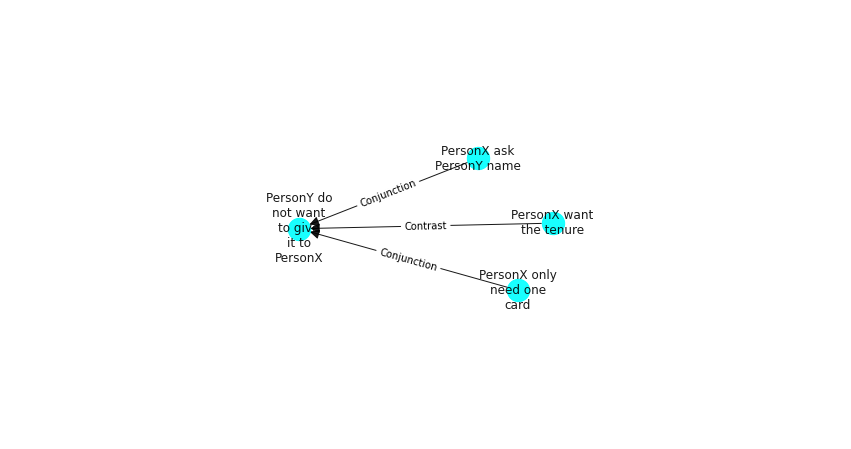 PersonX ask
PersonY name
Conjunction
PersonY do
not want
to give
it to
PersonX
Contrast
PersonX want
the tenure
Conjunction
PersonX only
need one
card